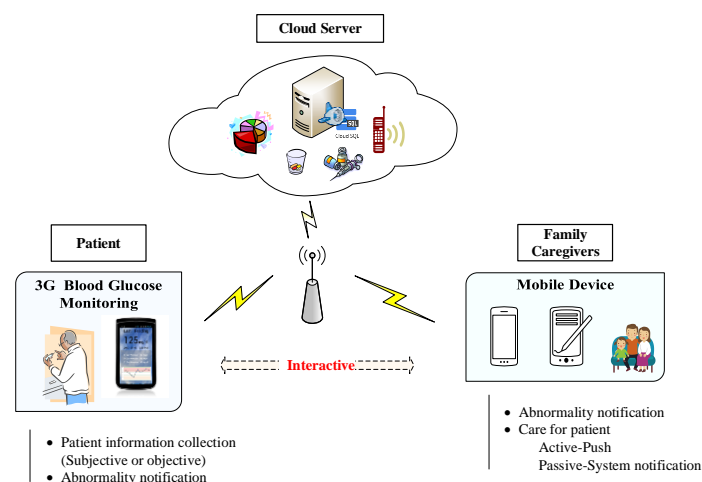 Cloud Server
SQL
Cloud SQL
Patient
Family
Caregivers
3G Blood Glucose
Monitoring
125
Mobile Device
Interactive
• Patient information collection
(Subjective or objective)
• Abnormality notification
• Abnormality notification
• Care for patient
Active-Push
Passive-System notification